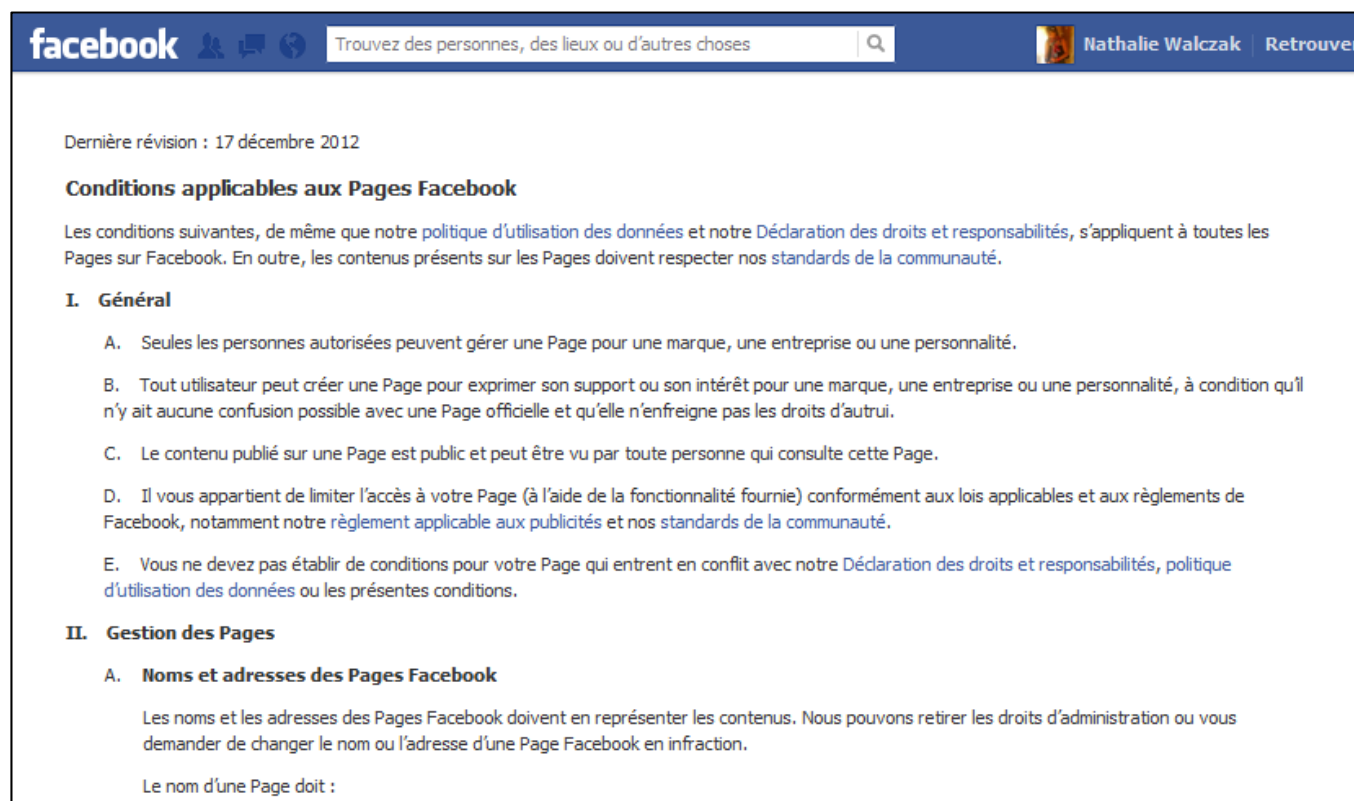 facebook
Trouvez des personnes, des lieux ou d'autres choses
Nathalie Walczak
Retrouver
Dernière révision : 17 décembre 2012
Conditions applicables aux Pages Facebook
Les conditions suivantes, de même que notre politique d'utilisation des données et notre Déclaration des droits et responsabilités, s'appliquent à toutes les
Pages sur Facebook. En outre, les contenus présents sur les Pages doivent respecter nos standards de la communauté.
I. Général
A. Seules les personnes autorisées peuvent gérer une Page pour une marque, une entreprise ou une personnalité.
B. Tout utilisateur peut créer une Page pour exprimer son support ou son intérêt pour une marque, une entreprise ou une personnalité, à condition qu'il
n'y ait aucune confusion possible avec une Page officielle et qu'elle n'enfreigne pas les droits d'autrui.
C. Le contenu publié sur une Page est public et peut être vu par toute personne qui consulte cette Page.
D. Il vous appartient de limiter l'accès à votre Page (à l'aide de la fonctionnalité fournie) conformément aux lois applicables et aux règlements de
Facebook, notamment notre règlement applicable aux publicités et nos standards de la communauté.
E. Vous ne devez pas établir de conditions pour votre Page qui entrent en conflit avec notre Déclaration des droits et responsabilités, politique
d'utilisation des données ou les présentes conditions.
II. Gestion des Pages
A. Noms et adresses des Pages Facebook
Les noms et les adresses des Pages Facebook doivent en représenter les contenus. Nous pouvons retirer les droits d'administration ou vous
demander de changer le nom ou l'adresse d'une Page Facebook en infraction.
Le nom d'une Page doit :